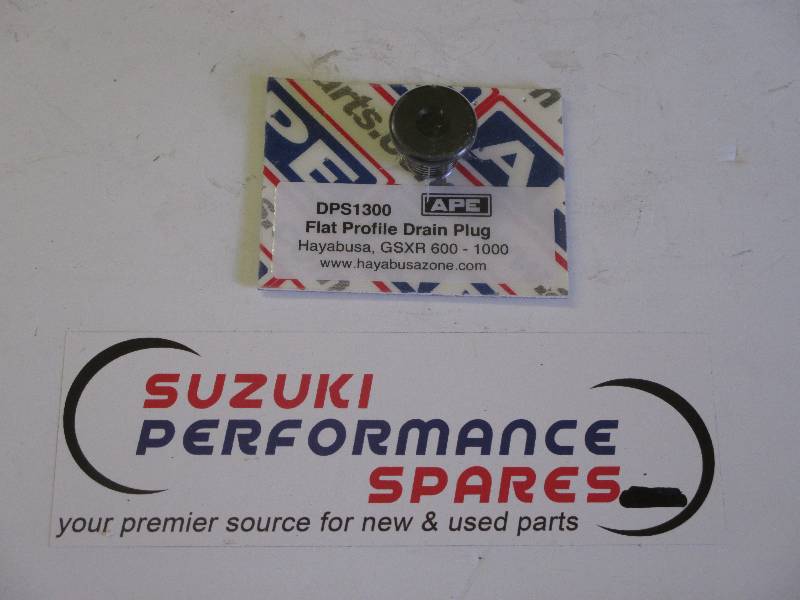 arts.c
APE
DPS1300
Flat Profile Drain Plug
Hayabusa, GSXR 600 - 1000
www.hayabusazone.com
SUZUKI
PERFORMANCE
SPARES
your premier source for new & used parts